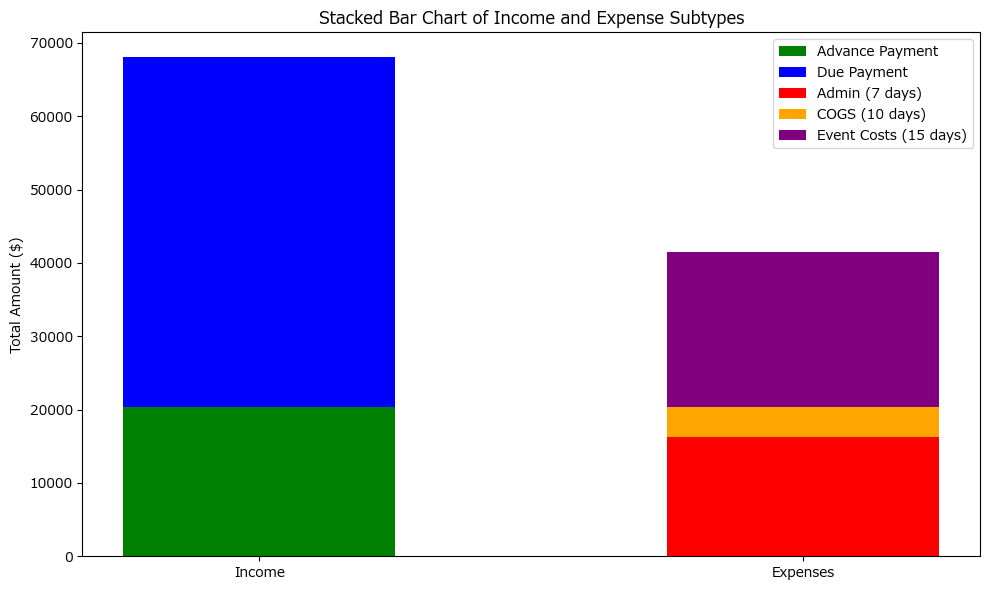 Stacked Bar Chart of Income and Expense Subtypes
Total Amount ($)
70000
60000
50000
40000
30000
20000
10000
0
Advance Payment
Due Payment
Admin (7 days)
COGS (10 days)
Event Costs (15 days)
Income
Expenses